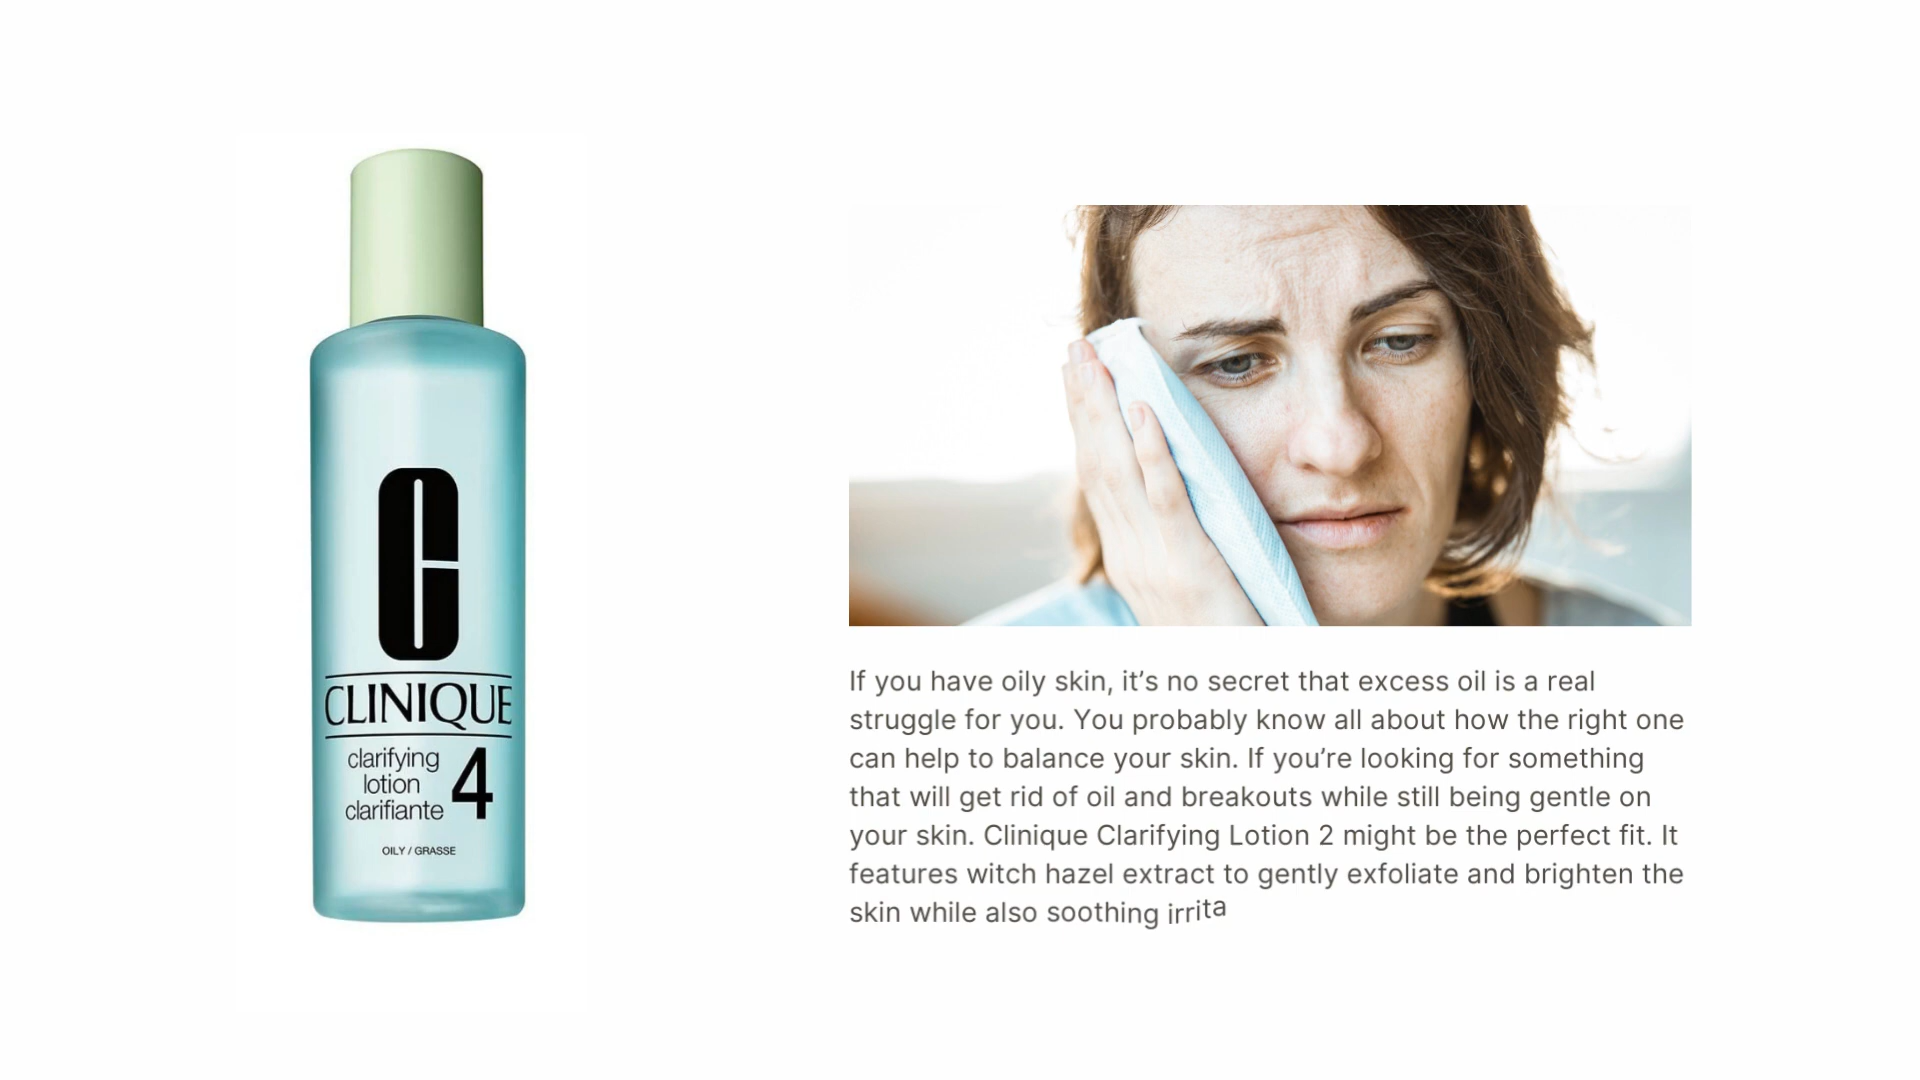 C
CLINIQUE
clarifying
lotion
clarifiante
4
OILY / GRASSE
If you have oily skin, it’s no secret that excess oil is a real
struggle for you. You probably know all about how the right one
can help to balance your skin. If you’re looking for something
that will get rid of oil and breakouts while still being gentle on
your skin. Clinique Clarifying Lotion 2 might be the perfect fit. It
features witch hazel extract to gently exfoliate and brighten the
skin while also soothing irrita